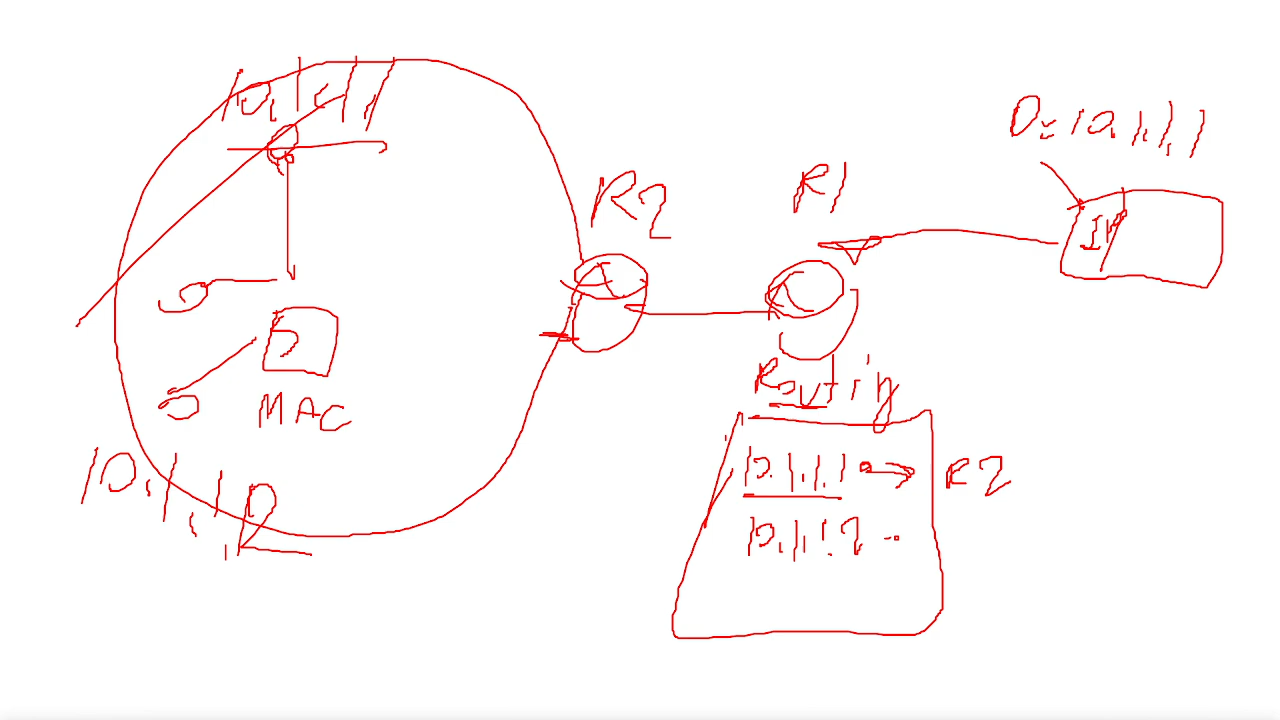 10.1.1.1
D=10.1.1.1
R2
R1
IP
MAC
Routing
10.1.1.1 → R2
10.1.1.2
10.1.1.2